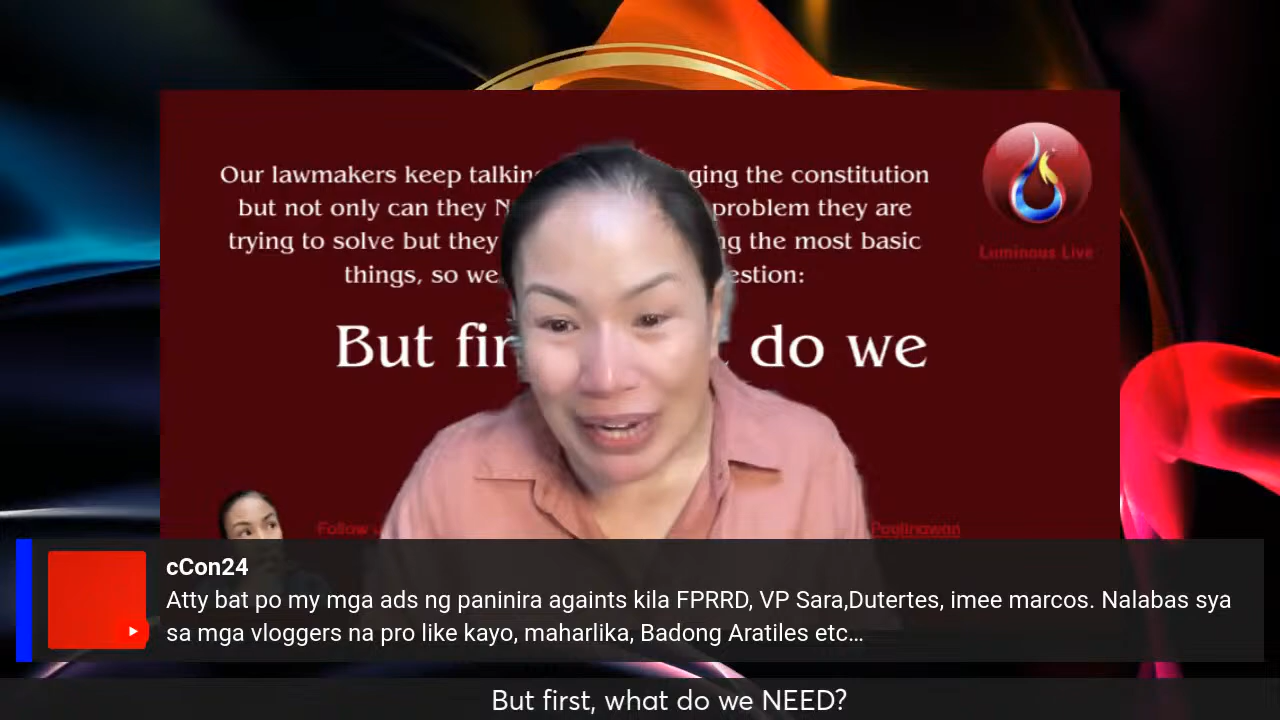 Our lawmakers keep talking ging the constitution
but not only can they N problem they are
trying to solve but they ng the most basic
things, so we estion:
But fir do we
Luminous Live
Follow Paglinawan
cCon24
Atty bat po my mga ads ng paninira againts kila FPRRD, VP Sara,Dutertes, imee marcos. Nalabas sya
sa mga vloggers na pro like kayo, maharlika, Badong Aratiles etc...
But first, what do we NEED?